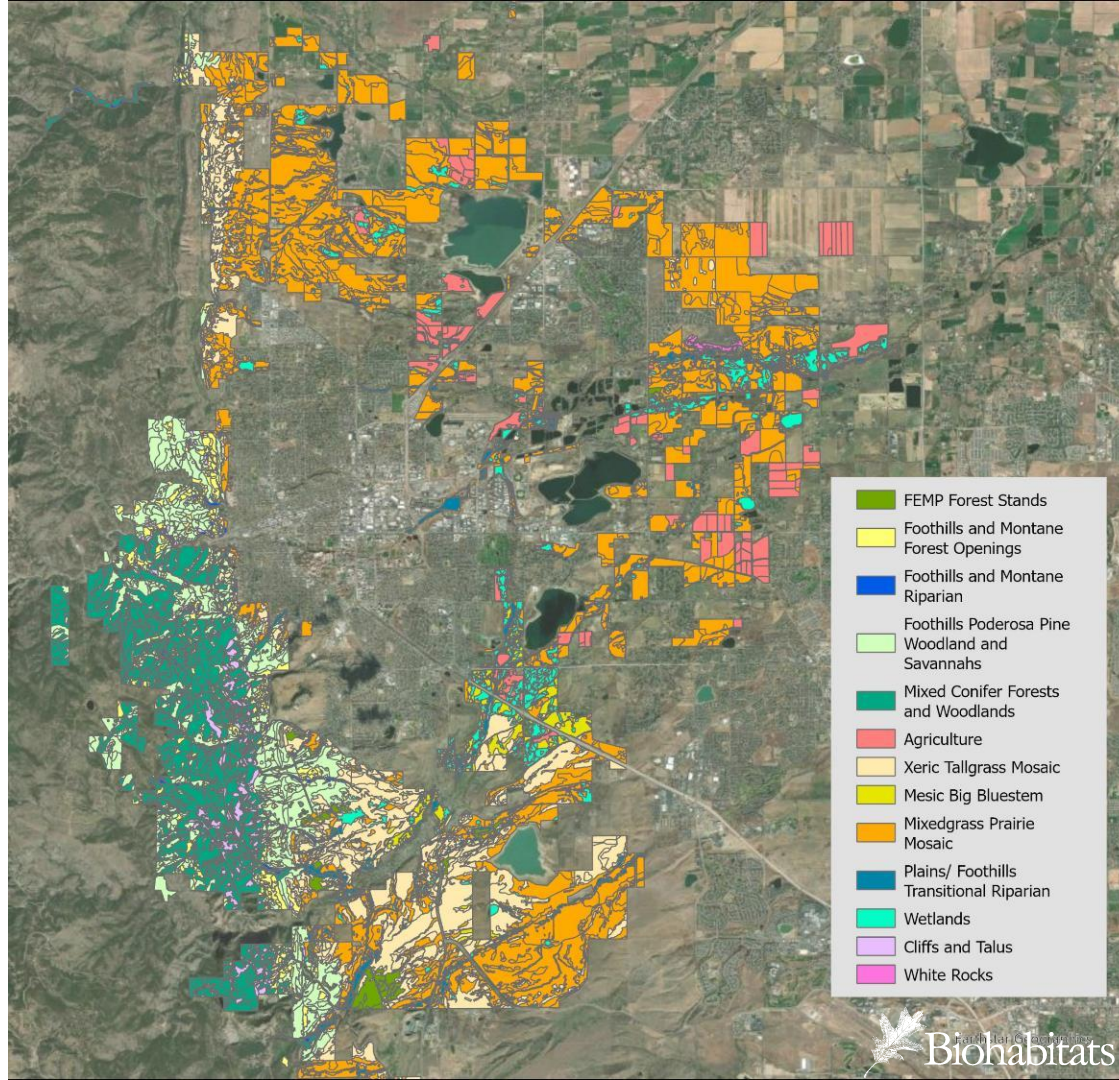 FEMP Forest Stands
Foothills and Montane
Forest Openings
Foothills and Montane
Riparian
Foothills Poderosa Pine
Woodland and
Savannahs
Mixed Conifer Forests
and Woodlands
Agriculture
Xeric Tallgrass Mosaic
Mesic Big Bluestem
Mixedgrass Prairie
Mosaic
Plains/ Foothills
Transitional Riparian
Wetlands
Cliffs and Talus
White Rocks
Earthstar Geographics
Biohabitats